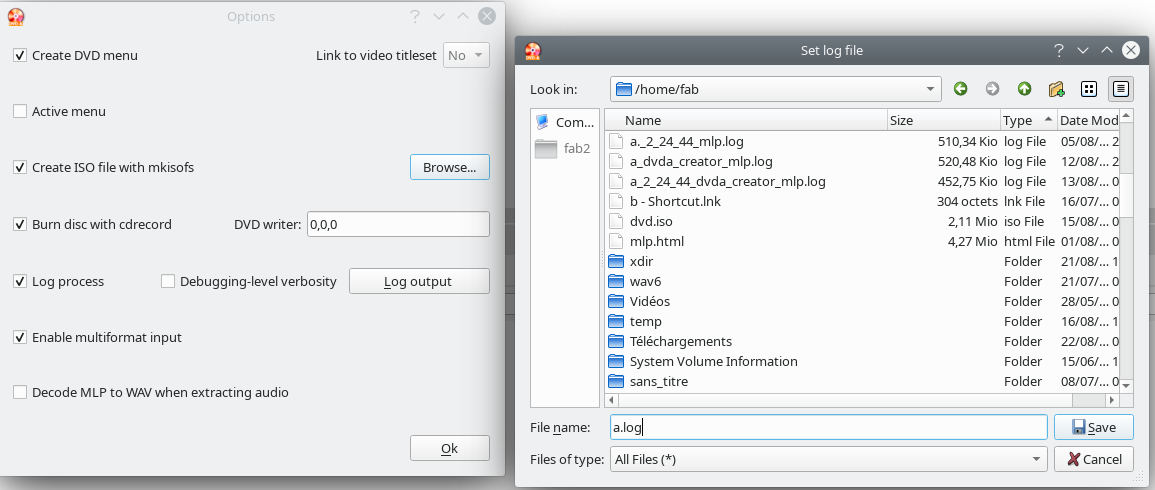 Options
Create DVD menu
Link to video titleset
No
Active menu
Create ISO file with mkisofs
Browse...
Burn disc with cdrecord
DVD writer:
0,0,0
Log process
Debugging-level verbosity
Log output
Enable multiformat input
Decode MLP to WAV when extracting audio
Ok
Set log file
Look in:
/home/fab
Com...
fab2
Name Size Type Date Mod
a._2_24_44_mlp.log 510,34 Kio log File 05/08/... 2
a_dvda_creator_mlp.log 520,48 Kio log File 12/08/... 2
a_2_24_44_dvda_creator_mlp.log 452,75 Kio log File 13/08/... 0
b - Shortcut.lnk 304 octets lnk File 16/07/... 0
dvd.iso 2,11 Mio iso File 15/08/... 0
mlp.html 4,27 Mio html File 01/08/... 0
xdir Folder 21/08/... 1
wav6 Folder 21/07/... 0
Vidéos Folder 28/05/... 0
temp Folder 16/08/... 1
Téléchargements Folder 22/08/... 0
System Volume Information Folder 15/06/... 1
sans_titre Folder 08/07/... 0
File name:
a.log
Save
Files of type:
All Files (*)
Cancel